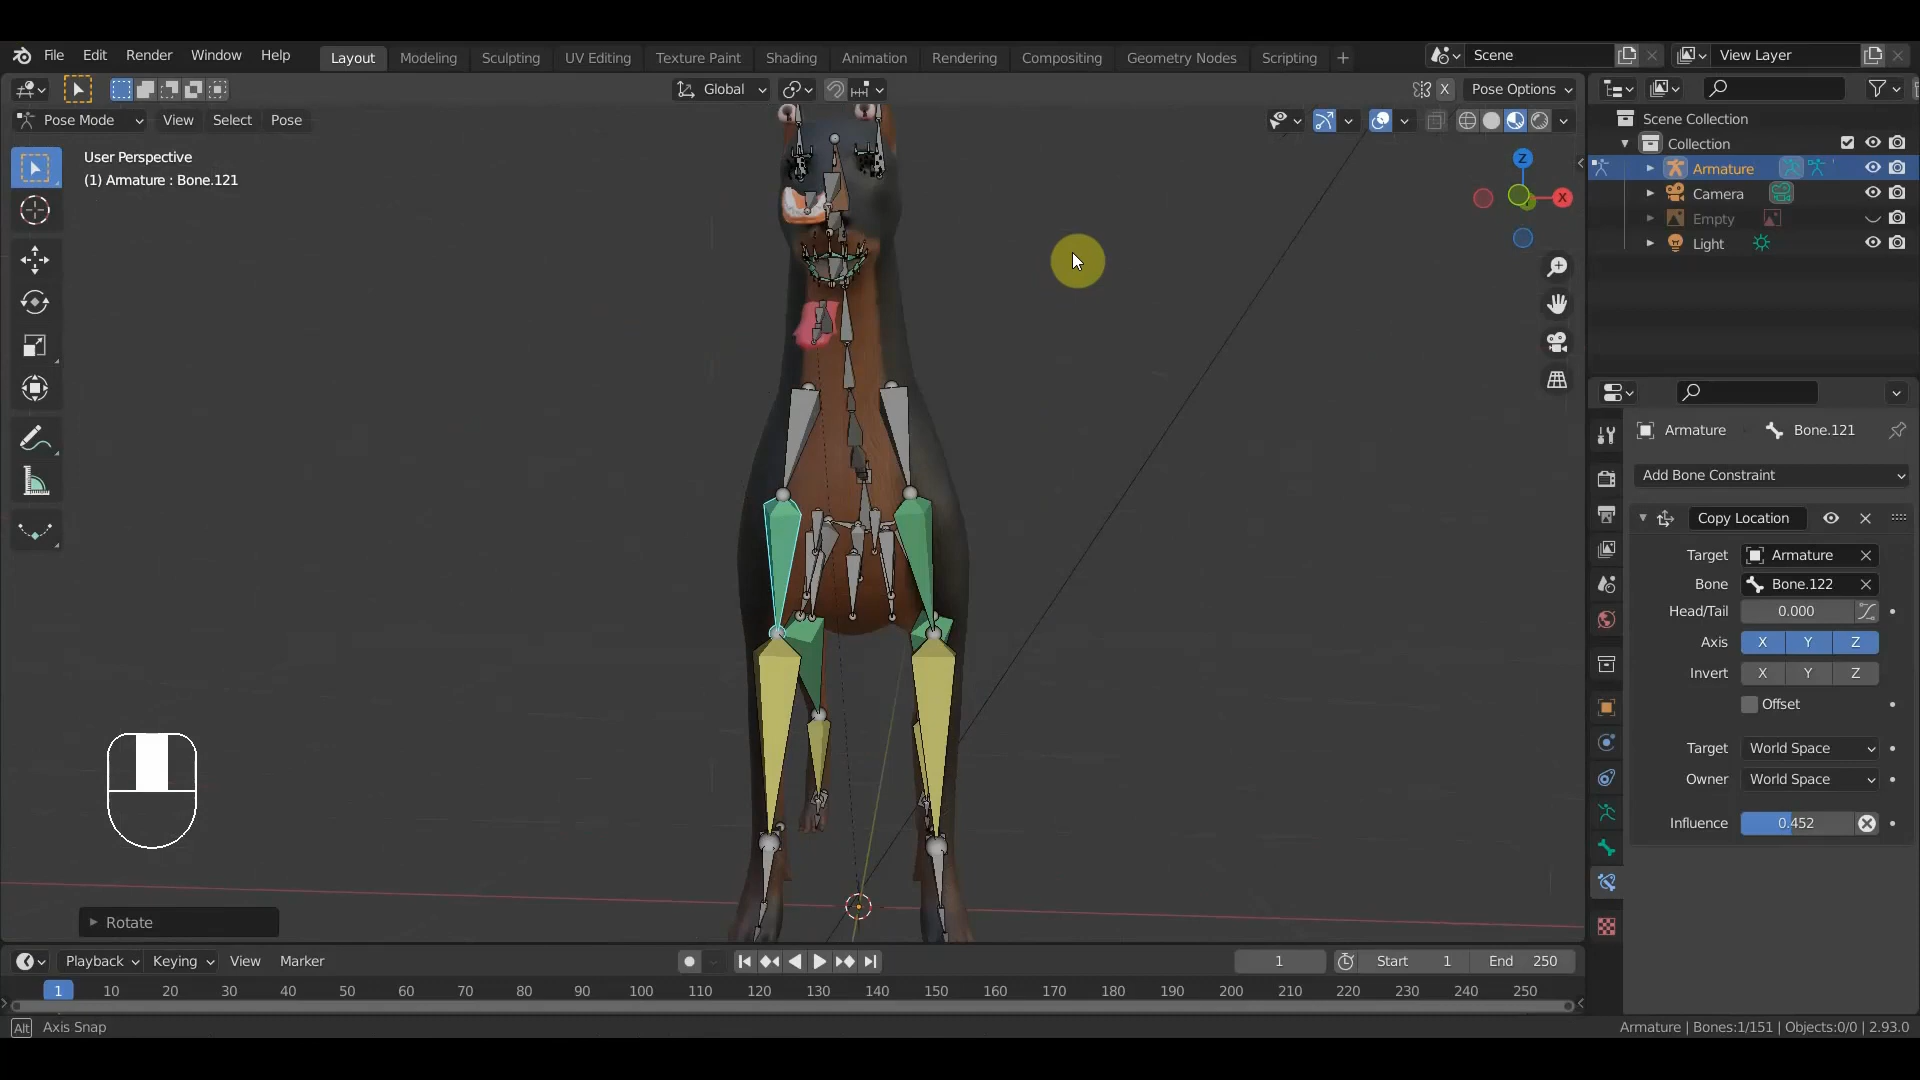 File Edit Render Window Help Layout Modeling Sculpting UV Editing Texture Paint Shading Animation Rendering Compositing Geometry Nodes Scripting + Scene View Layer
Global X Pose Options
Pose Mode View Select Pose
User Perspective
(1) Armature : Bone.121
Z
X
Scene Collection
Collection
Armature
Camera
Empty
Light
Armature Bone.121
Add Bone Constraint
Copy Location
Target Armature
Bone Bone.122
Head/Tail 0.000
Axis X Y Z
Invert X Y Z
Offset
Target World Space
Owner World Space
Influence 0.452
Rotate
Playback Keying View Marker 1 Start 1 End 250
1 10 20 30 40 50 60 70 80 90 100 110 120 130 140 150 160 170 180 190 200 210 220 230 240 250
Alt Axis Snap Armature | Bones:1/151 | Objects:0/0 | 2.93.0